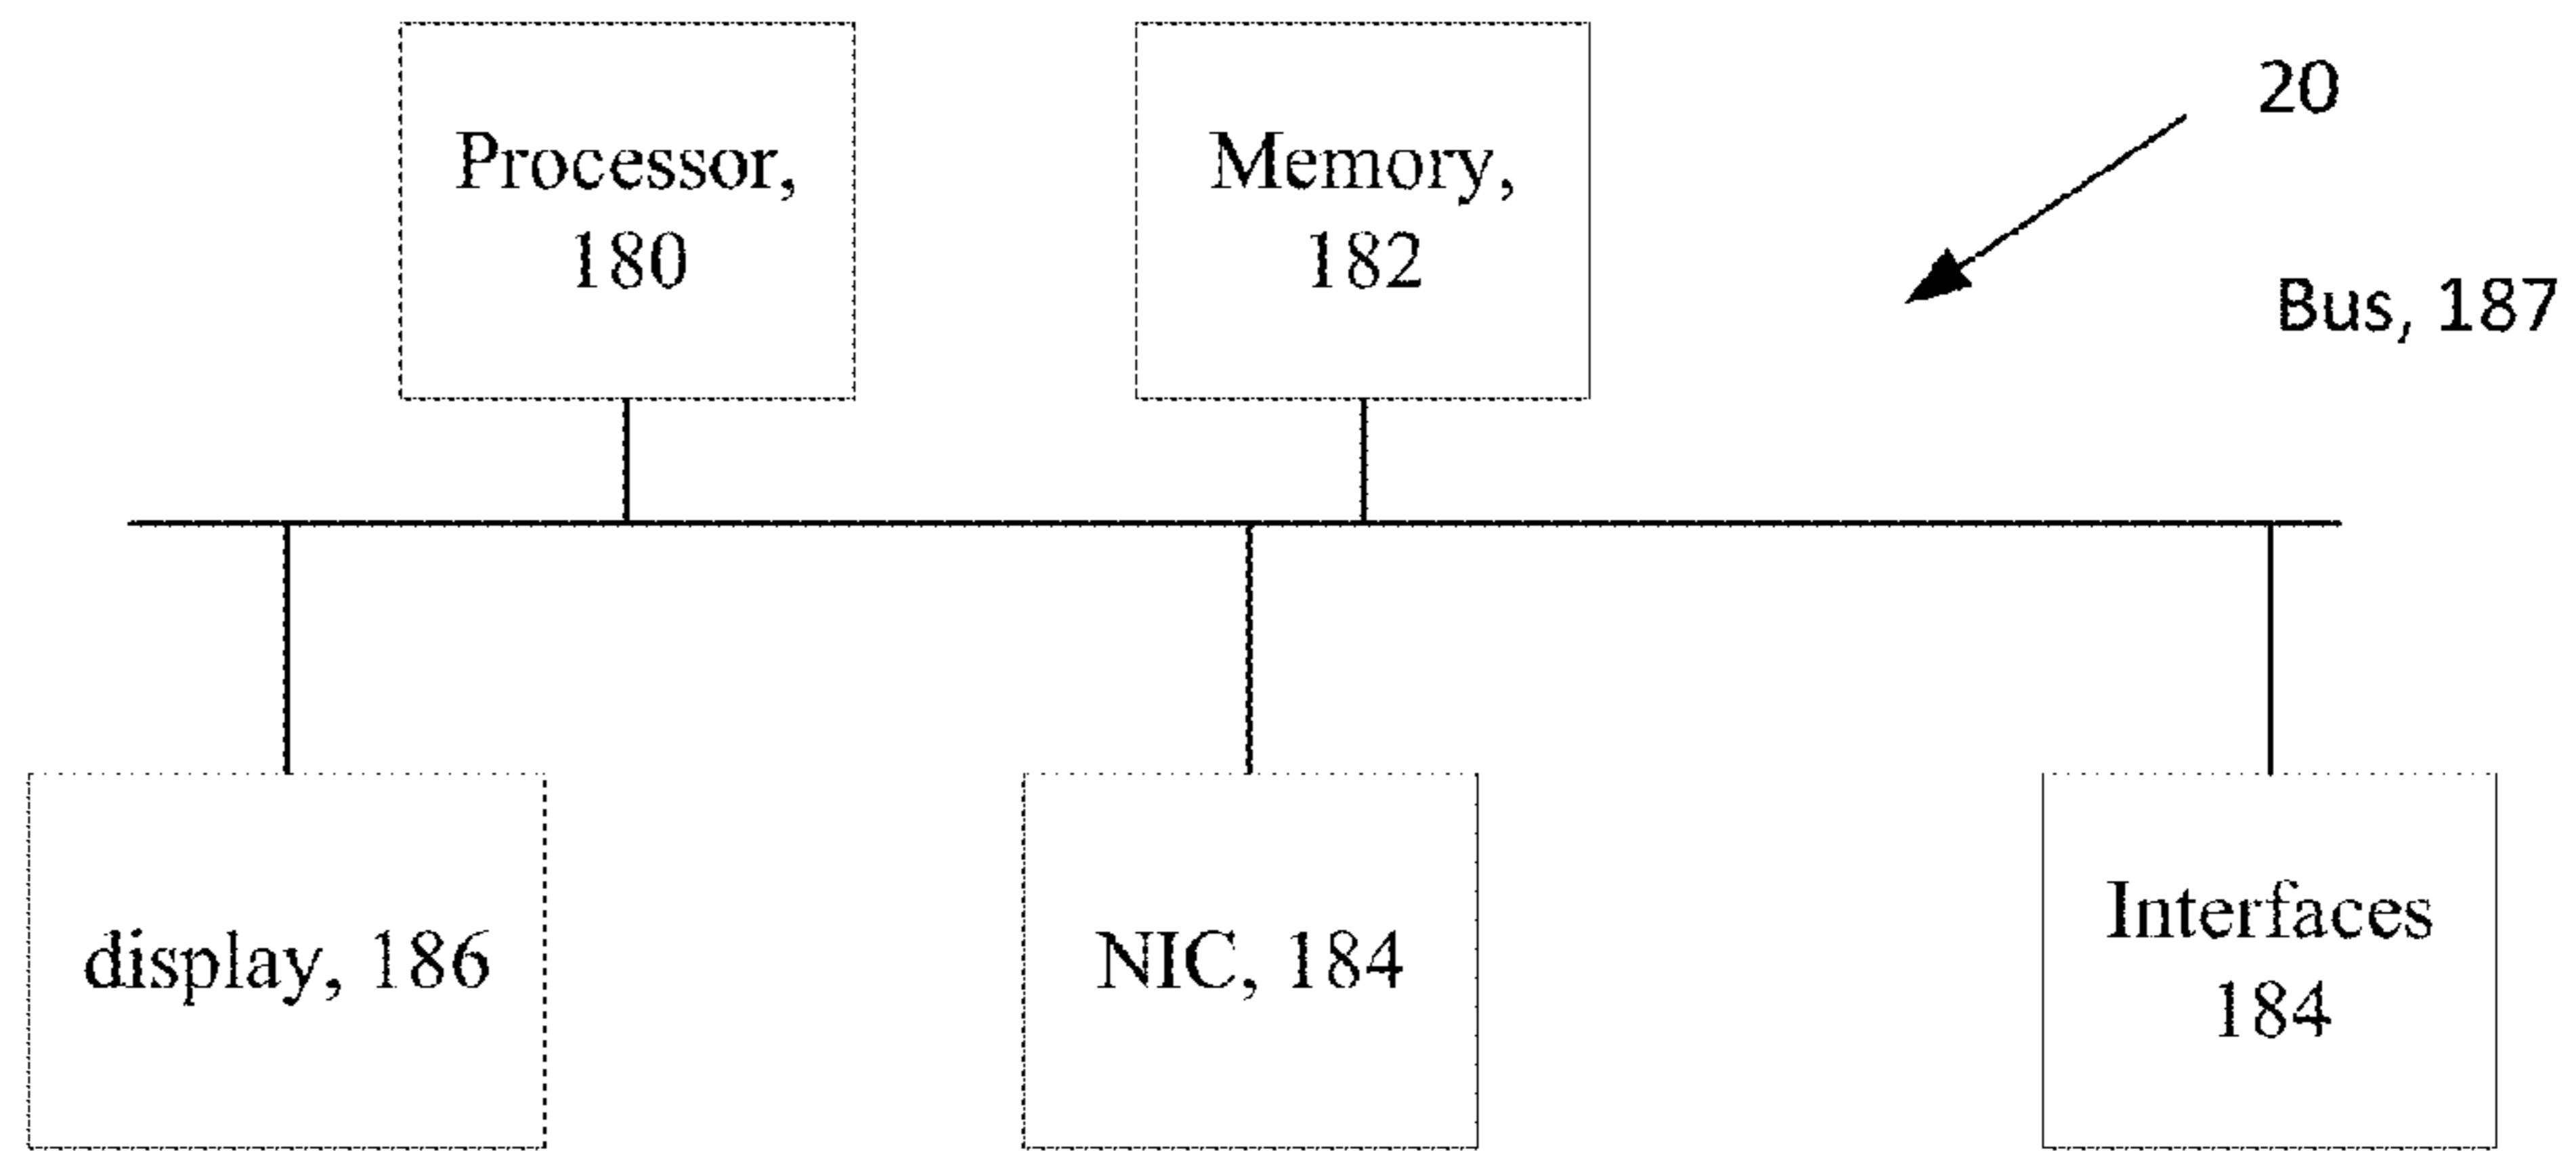 Processor,
180
Memory,
182
20
Bus, 187
display, 186
NIC, 184
Interfaces
184